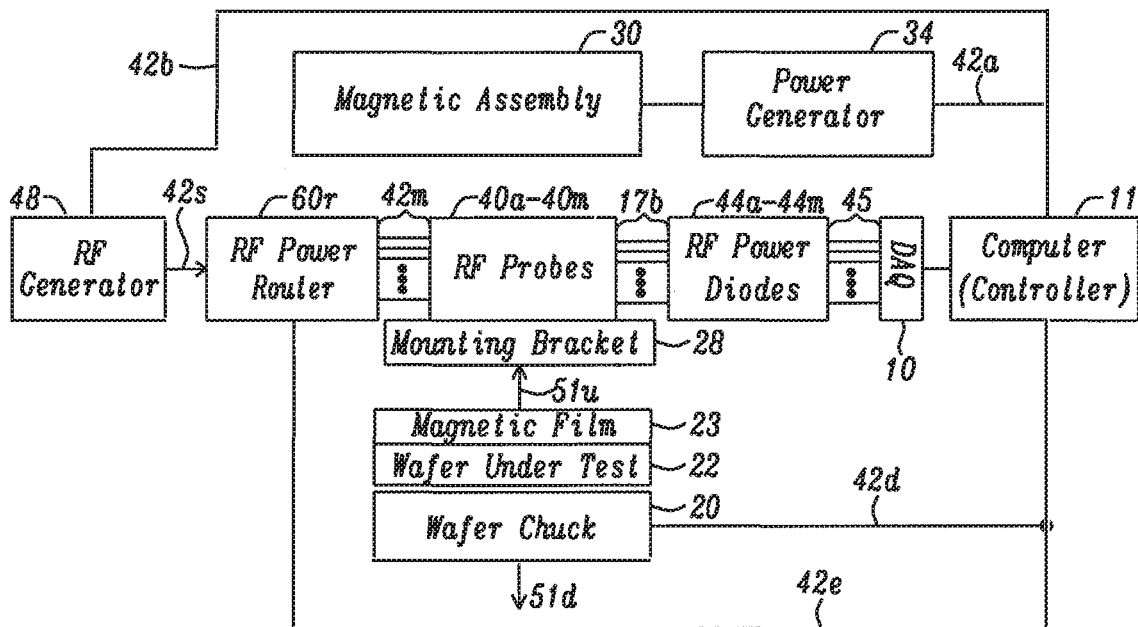 30
34
42b
42a
Magnetic Assembly
Power
Generator
48
42s
60r
42m
40a-40m
17b
44a-44m
45
11
RF
Generator
RF Power
Router
RF Probes
RF Power
Diodes
DAQ
Computer
(Controller)
Mounting Bracket
28
10
51u
Magnetic Film
23
Wafer Under Test
22
20
42d
Wafer Chuck
51d
42e